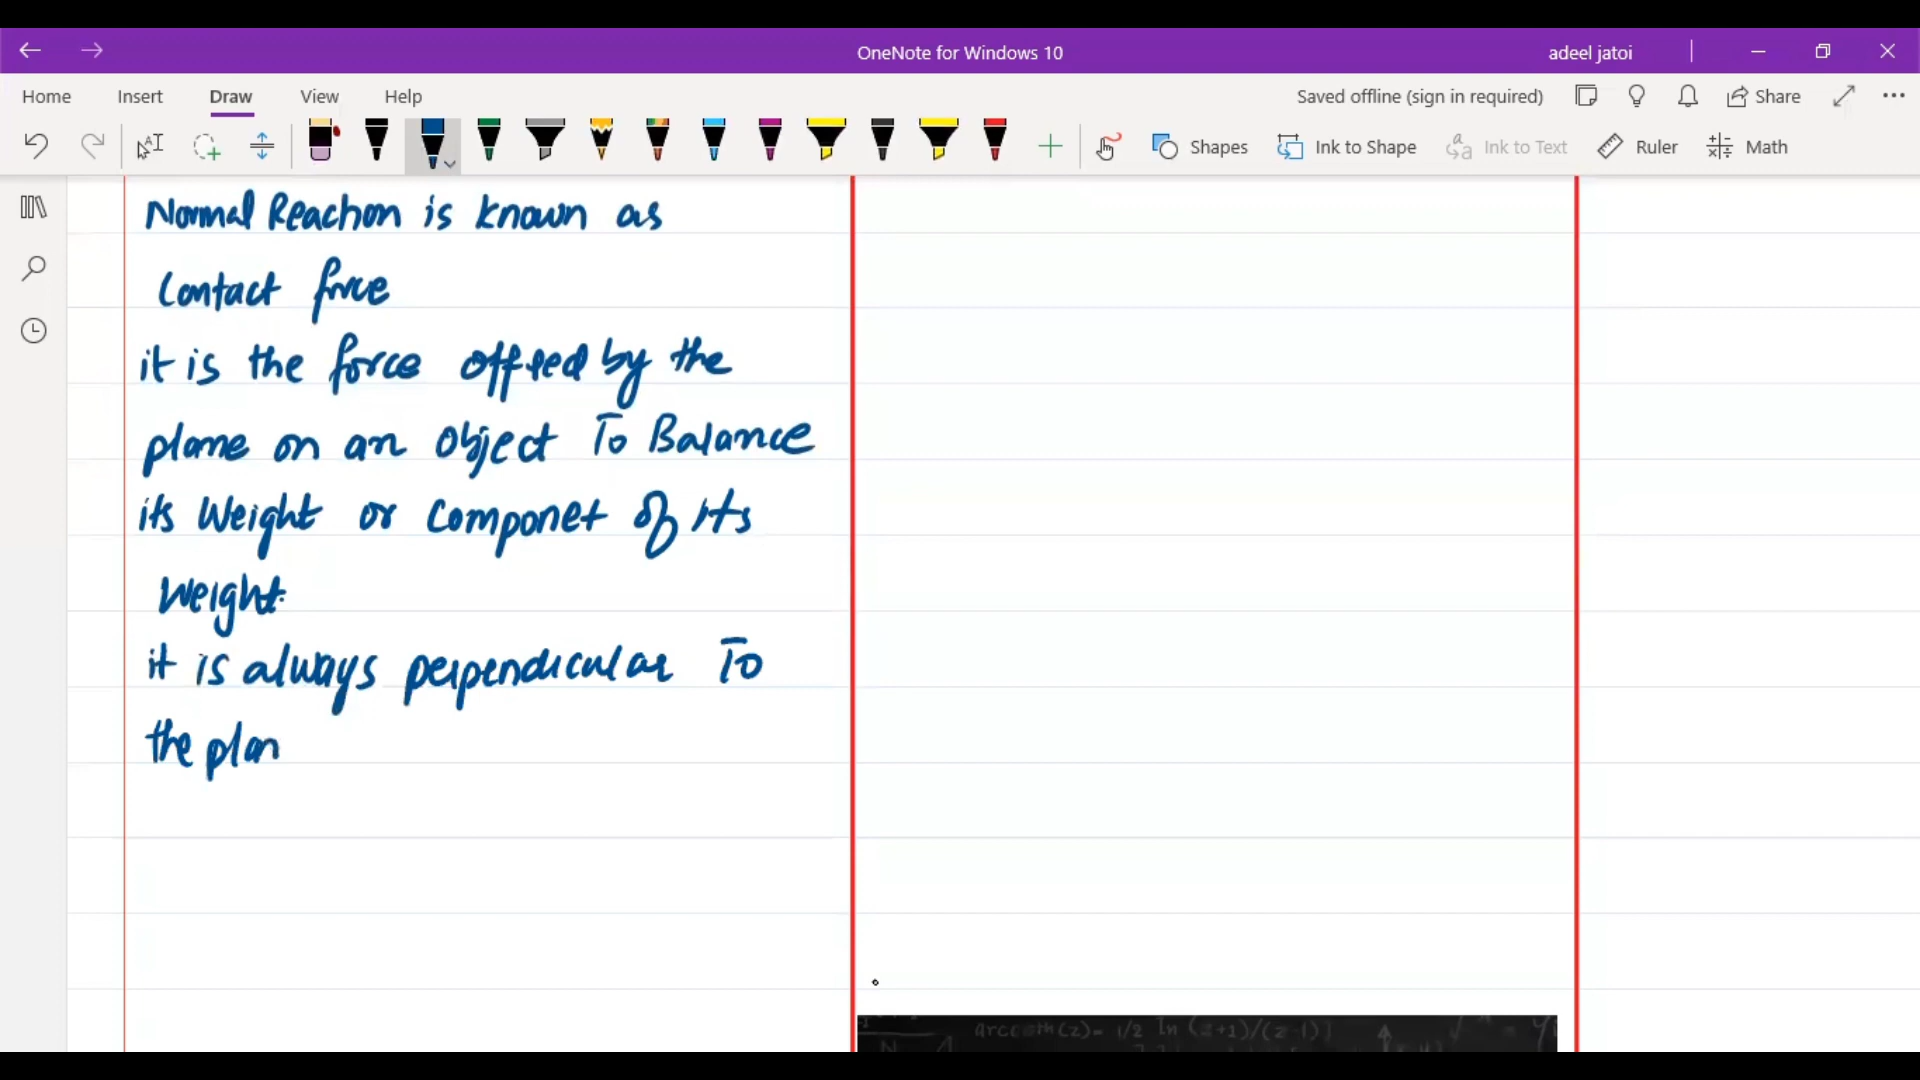 OneNote for Windows 10
adeel jatoi
Home Insert Draw View Help
Saved offline (sign in required) Share
Shapes Ink to Shape Ink to Text Ruler Math
Normal Reaction is known as
Contact force
it is the force offred by the
plane on an object To Balance
its Weight or Componet of its
Weight.
it is always perpendicular To
the plan